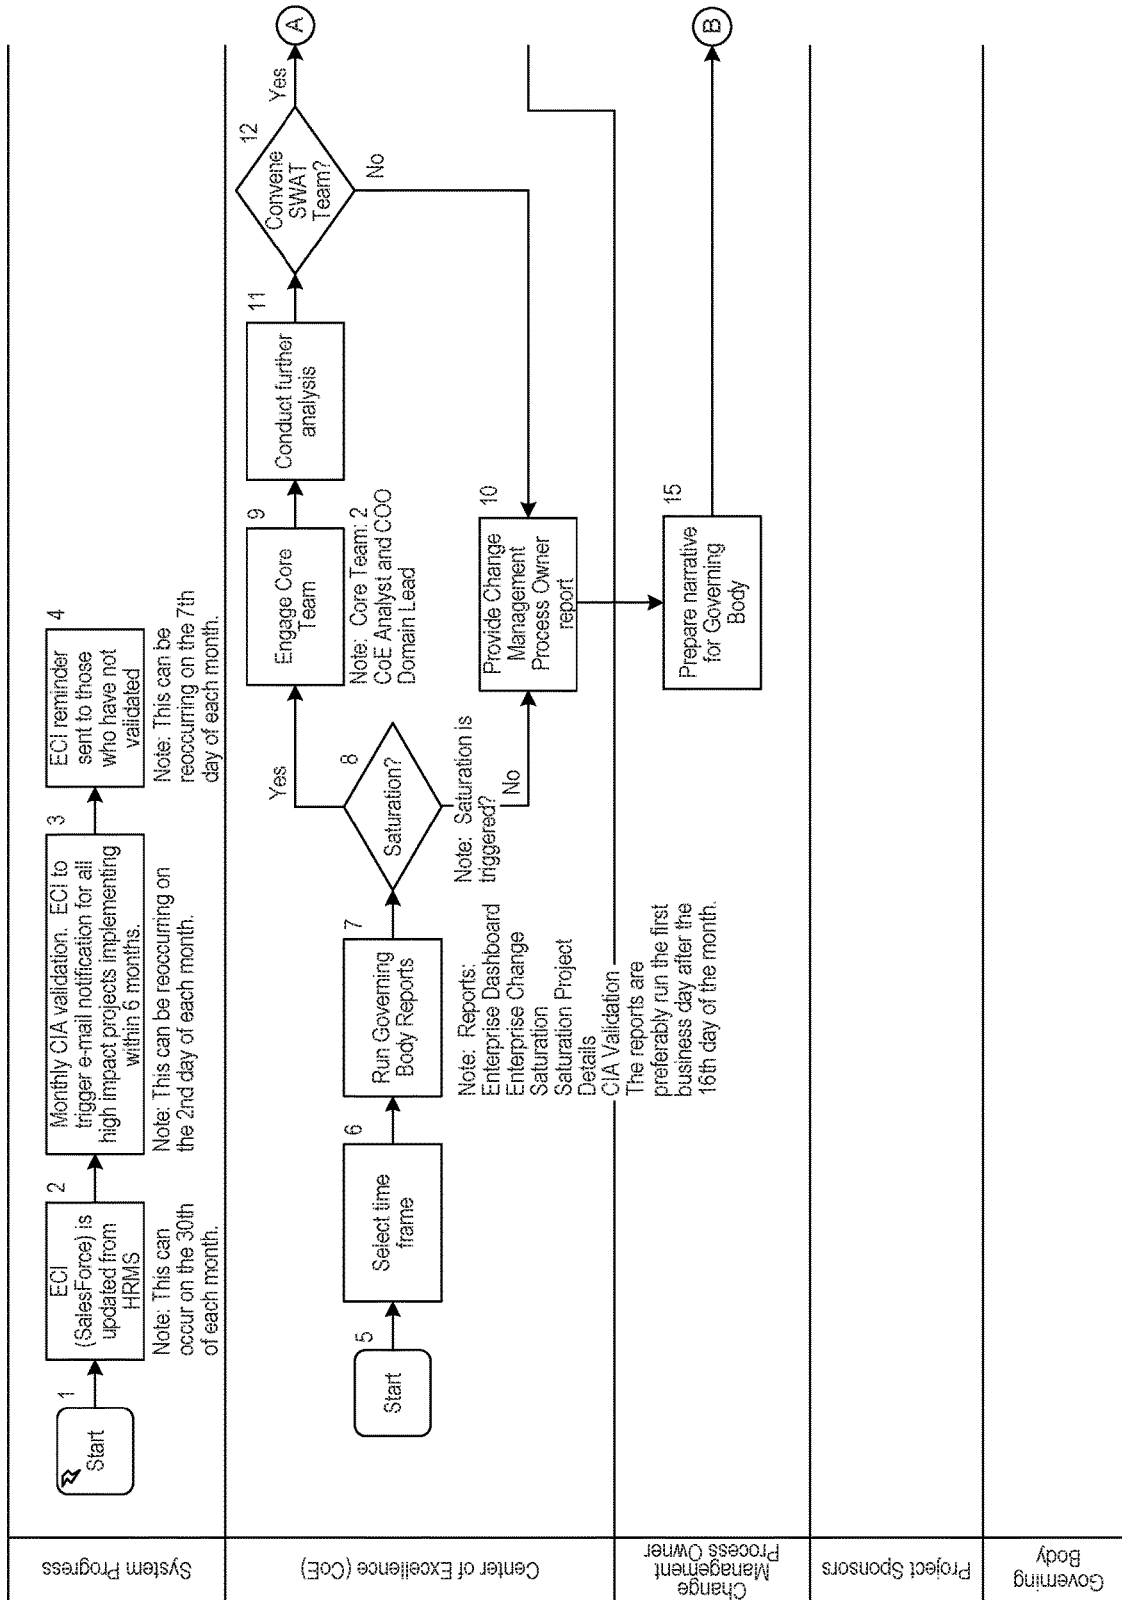 System Progress
Start
1
ECI
(SalesForce) is
updated from
HRMS
2
Note: This can
occur on the 30th
of each month.
Monthly CIA validation. ECI to
trigger e-mail notification for all
high impact projects implementing
within 6 months.
3
Note: This can be reoccurring on
the 2nd day of each month.
ECI reminder
sent to those
who have not
validated
4
Note: This can be
reoccurring on the 7th
day of each month.
Center of Excellence (CoE)
Start
5
Select time
frame
6
Run Governing
Body Reports
7
Note: Reports:
Enterprise Dashboard
Enterprise Change
Saturation
Saturation Project
Details
CIA Validation
The reports are
preferably run the first
business day after the
16th day of the month.
Saturation?
8
Note: Saturation is
triggered?
Yes
No
Engage Core
Team
9
Note: Core Team: 2
CoE Analyst and COO
Domain Lead
Provide Change
Management
Process Owner
report
10
Conduct further
analysis
11
Convene
SWAT
Team?
12
Yes
No
A
Change
Management
Process Owner
Prepare narrative
for Governing
Body
15
B
Project Sponsors
Governing
Body